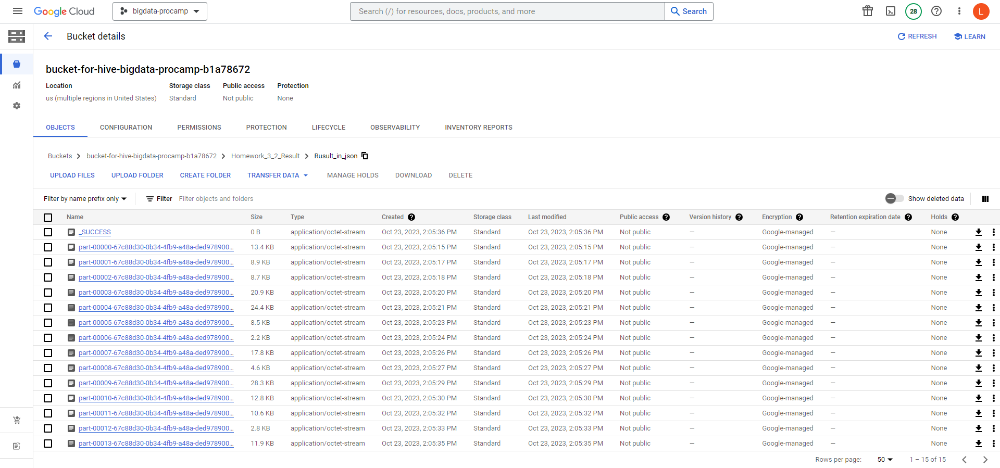 Google Cloud bigdata-procamp Search (/) for resources, docs, products, and more Search 28 L
Bucket details REFRESH LEARN
bucket-for-hive-bigdata-procamp-b1a78672
Location Storage class Public access Protection
us (multiple regions in United States) Standard Not public None
OBJECTS CONFIGURATION PERMISSIONS PROTECTION LIFECYCLE OBSERVABILITY INVENTORY REPORTS
Buckets bucket-for-hive-bigdata-procamp-b1a78672 Homework_3_2_Result Rusult_in_json
UPLOAD FILES UPLOAD FOLDER CREATE FOLDER TRANSFER DATA MANAGE HOLDS DOWNLOAD DELETE
Filter by name prefix only Filter Filter objects and folders Show deleted data
Name Size Type Created Storage class Last modified Public access Version history Encryption Retention expiration date Holds
_SUCCESS 0 B application/octet-stream Oct 23, 2023, 2:05:36 PM Standard Oct 23, 2023, 2:05:36 PM Not public — Google-managed — None
part-00000-67c88d30-0b34-4fb9-a48a-ded978900... 13.4 KB application/octet-stream Oct 23, 2023, 2:05:15 PM Standard Oct 23, 2023, 2:05:15 PM Not public — Google-managed — None
part-00001-67c88d30-0b34-4fb9-a48a-ded978900... 8.9 KB application/octet-stream Oct 23, 2023, 2:05:17 PM Standard Oct 23, 2023, 2:05:17 PM Not public — Google-managed — None
part-00002-67c88d30-0b34-4fb9-a48a-ded978900... 8.7 KB application/octet-stream Oct 23, 2023, 2:05:18 PM Standard Oct 23, 2023, 2:05:18 PM Not public — Google-managed — None
part-00003-67c88d30-0b34-4fb9-a48a-ded978900... 20.9 KB application/octet-stream Oct 23, 2023, 2:05:20 PM Standard Oct 23, 2023, 2:05:20 PM Not public — Google-managed — None
part-00004-67c88d30-0b34-4fb9-a48a-ded978900... 24.4 KB application/octet-stream Oct 23, 2023, 2:05:21 PM Standard Oct 23, 2023, 2:05:21 PM Not public — Google-managed — None
part-00005-67c88d30-0b34-4fb9-a48a-ded978900... 8.5 KB application/octet-stream Oct 23, 2023, 2:05:23 PM Standard Oct 23, 2023, 2:05:23 PM Not public — Google-managed — None
part-00006-67c88d30-0b34-4fb9-a48a-ded978900... 2.2 KB application/octet-stream Oct 23, 2023, 2:05:24 PM Standard Oct 23, 2023, 2:05:24 PM Not public — Google-managed — None
part-00007-67c88d30-0b34-4fb9-a48a-ded978900... 17.8 KB application/octet-stream Oct 23, 2023, 2:05:26 PM Standard Oct 23, 2023, 2:05:26 PM Not public — Google-managed — None
part-00008-67c88d30-0b34-4fb9-a48a-ded978900... 4.6 KB application/octet-stream Oct 23, 2023, 2:05:27 PM Standard Oct 23, 2023, 2:05:27 PM Not public — Google-managed — None
part-00009-67c88d30-0b34-4fb9-a48a-ded978900... 28.3 KB application/octet-stream Oct 23, 2023, 2:05:29 PM Standard Oct 23, 2023, 2:05:29 PM Not public — Google-managed — None
part-00010-67c88d30-0b34-4fb9-a48a-ded978900... 12.8 KB application/octet-stream Oct 23, 2023, 2:05:30 PM Standard Oct 23, 2023, 2:05:30 PM Not public — Google-managed — None
part-00011-67c88d30-0b34-4fb9-a48a-ded978900... 10.6 KB application/octet-stream Oct 23, 2023, 2:05:32 PM Standard Oct 23, 2023, 2:05:32 PM Not public — Google-managed — None
part-00012-67c88d30-0b34-4fb9-a48a-ded978900... 2.8 KB application/octet-stream Oct 23, 2023, 2:05:33 PM Standard Oct 23, 2023, 2:05:33 PM Not public — Google-managed — None
part-00013-67c88d30-0b34-4fb9-a48a-ded978900... 11.9 KB application/octet-stream Oct 23, 2023, 2:05:35 PM Standard Oct 23, 2023, 2:05:35 PM Not public — Google-managed — None
Rows per page: 50 1 – 15 of 15